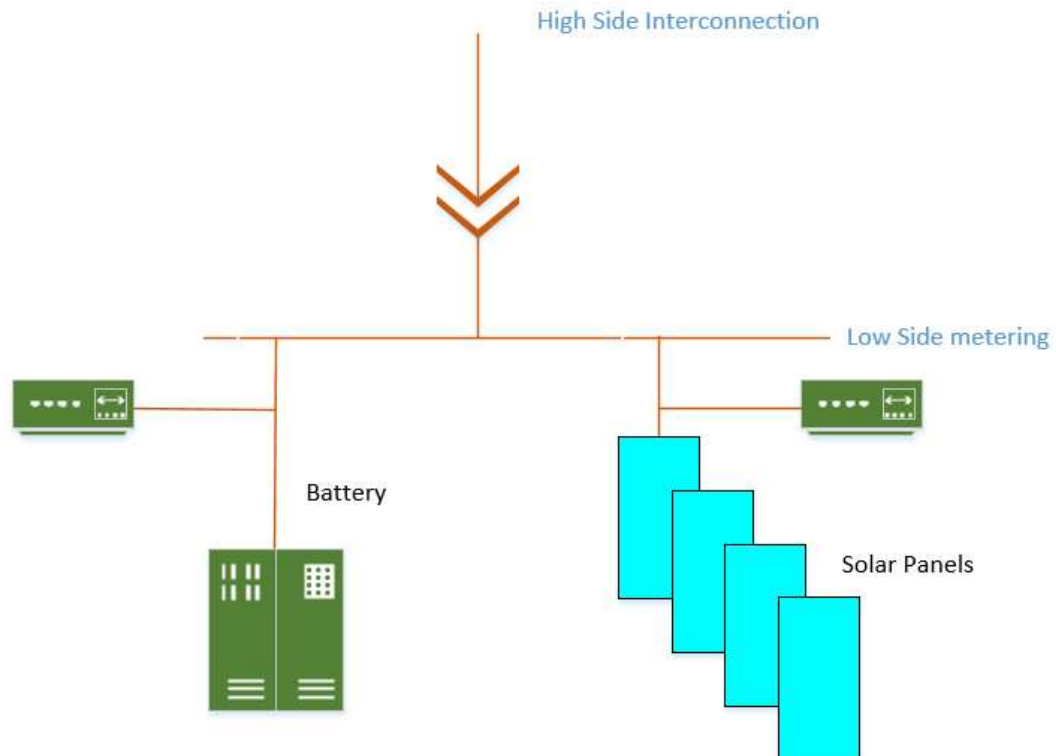 High Side Interconnection
Low Side metering
Battery
Solar Panels